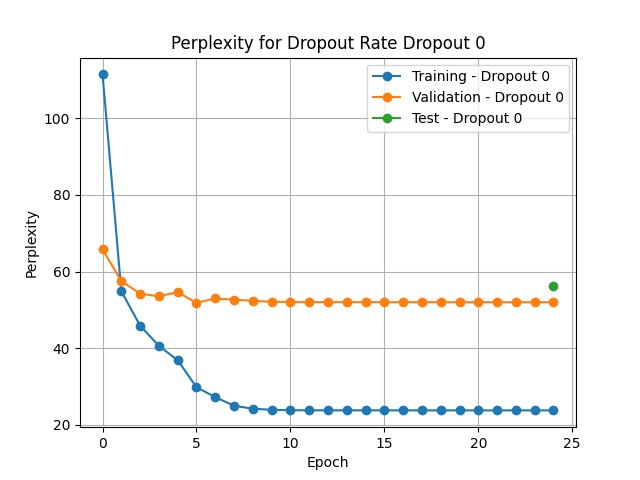 Perplexity for Dropout Rate Dropout 0
Training - Dropout 0
Validation - Dropout 0
Test - Dropout 0
Perplexity
100
80
60
40
20
0 5 10 15 20 25
Epoch